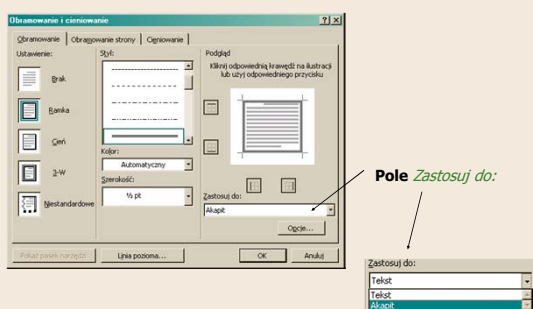 Obramowanie i cieniowanie
Obramowanie Obramowanie strony Cieniowanie
Ustawienie:
Brak
Ramka
Cień
3-W
Niestandardowe
Styl:
Kolor:
Automatyczny
Szerokość:
½ pt
Podgląd
Kliknij odpowiednią krawędź na ilustracji
lub użyj odpowiedniego przycisku
Zastosuj do:
Akapit
Opcje...
Pokaż pasek narzędzi
Linia pozioma...
OK
Anuluj
Pole Zastosuj do:
Zastosuj do:
Tekst
Tekst
Akapit